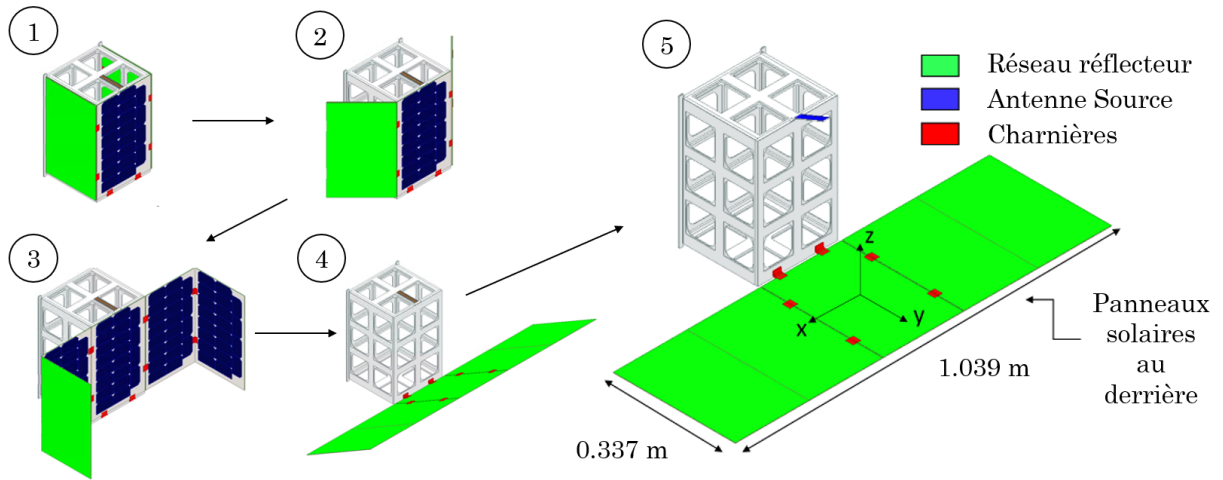 1
2
5
Réseau réflecteur
Antenne Source
Charnières
3
4
z
x
y
Panneaux
solaires
au
derrière
1.039 m
0.337 m